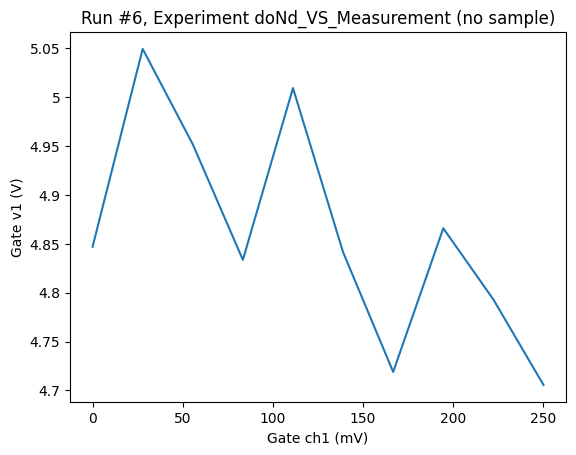 Run #6, Experiment doNd_VS_Measurement (no sample)
5.05
5
4.95
4.9
4.85
4.8
4.75
4.7
Gate v1 (V)
0 50 100 150 200 250
Gate ch1 (mV)